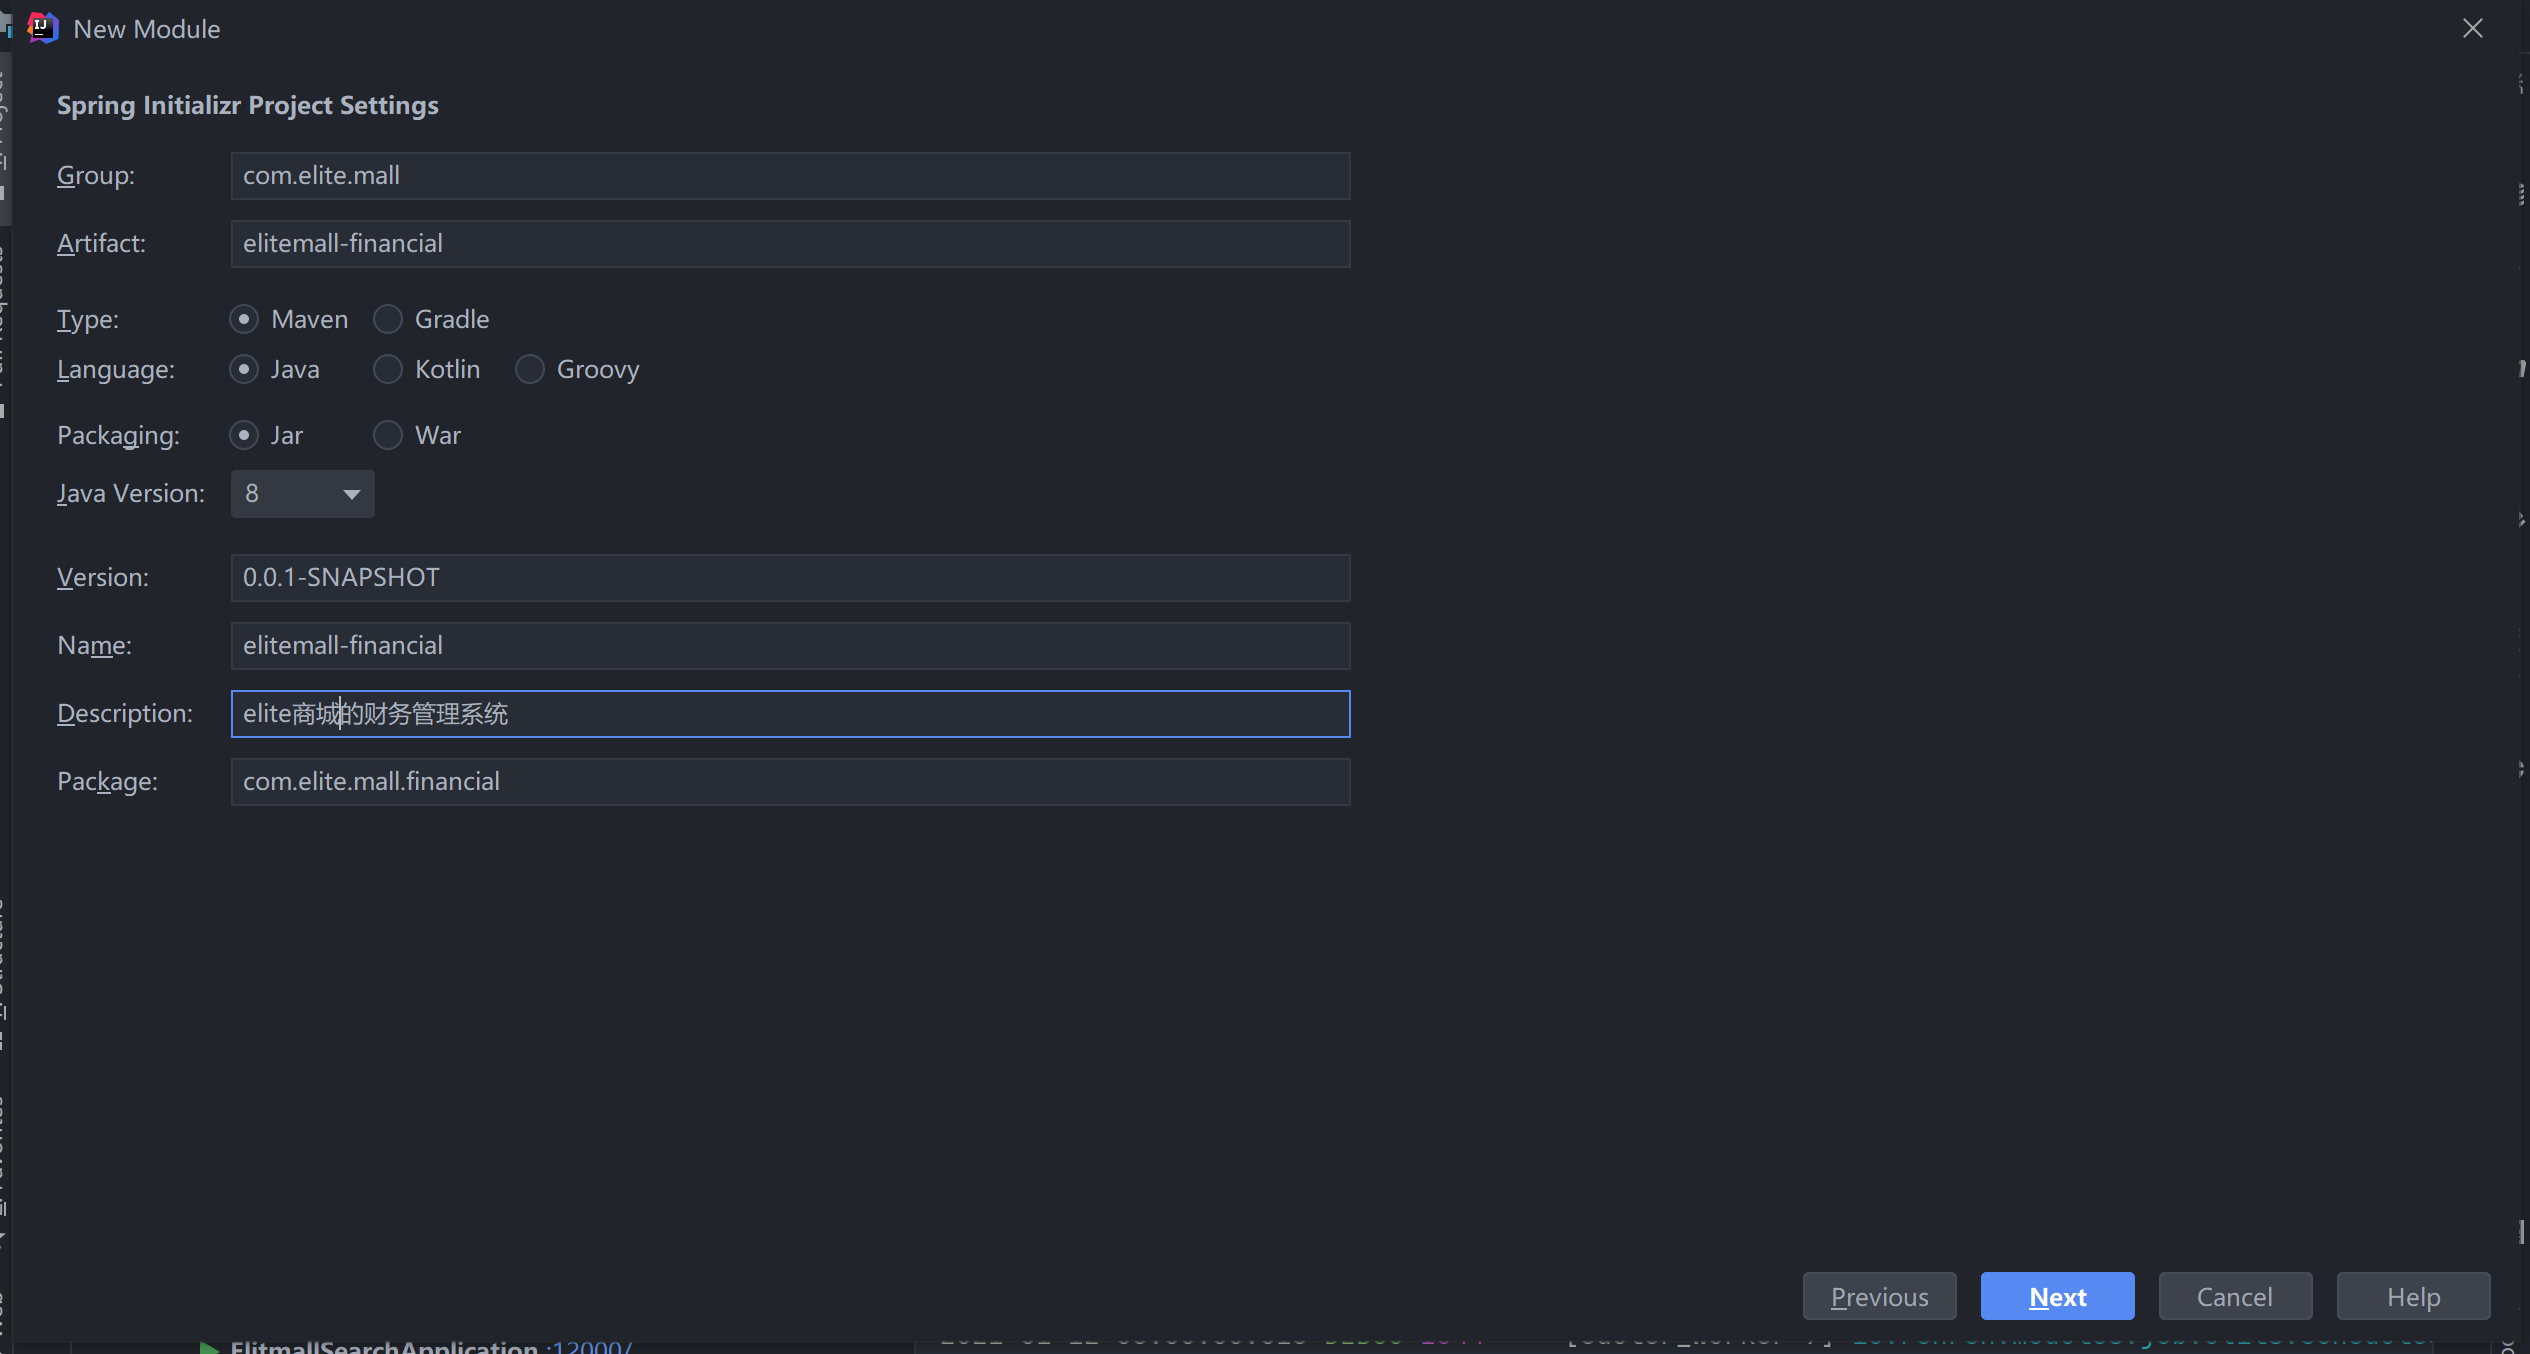 New Module
Spring Initializr Project Settings
Group: com.elite.mall
Artifact: elitemall-financial
Type: Maven Gradle
Language: Java Kotlin Groovy
Packaging: Jar War
Java Version: 8
Version: 0.0.1-SNAPSHOT
Name: elitemall-financial
Description: elite商城的财务管理系统
Package: com.elite.mall.financial
Previous Next Cancel Help
ElitmallSearchApplication :12000/